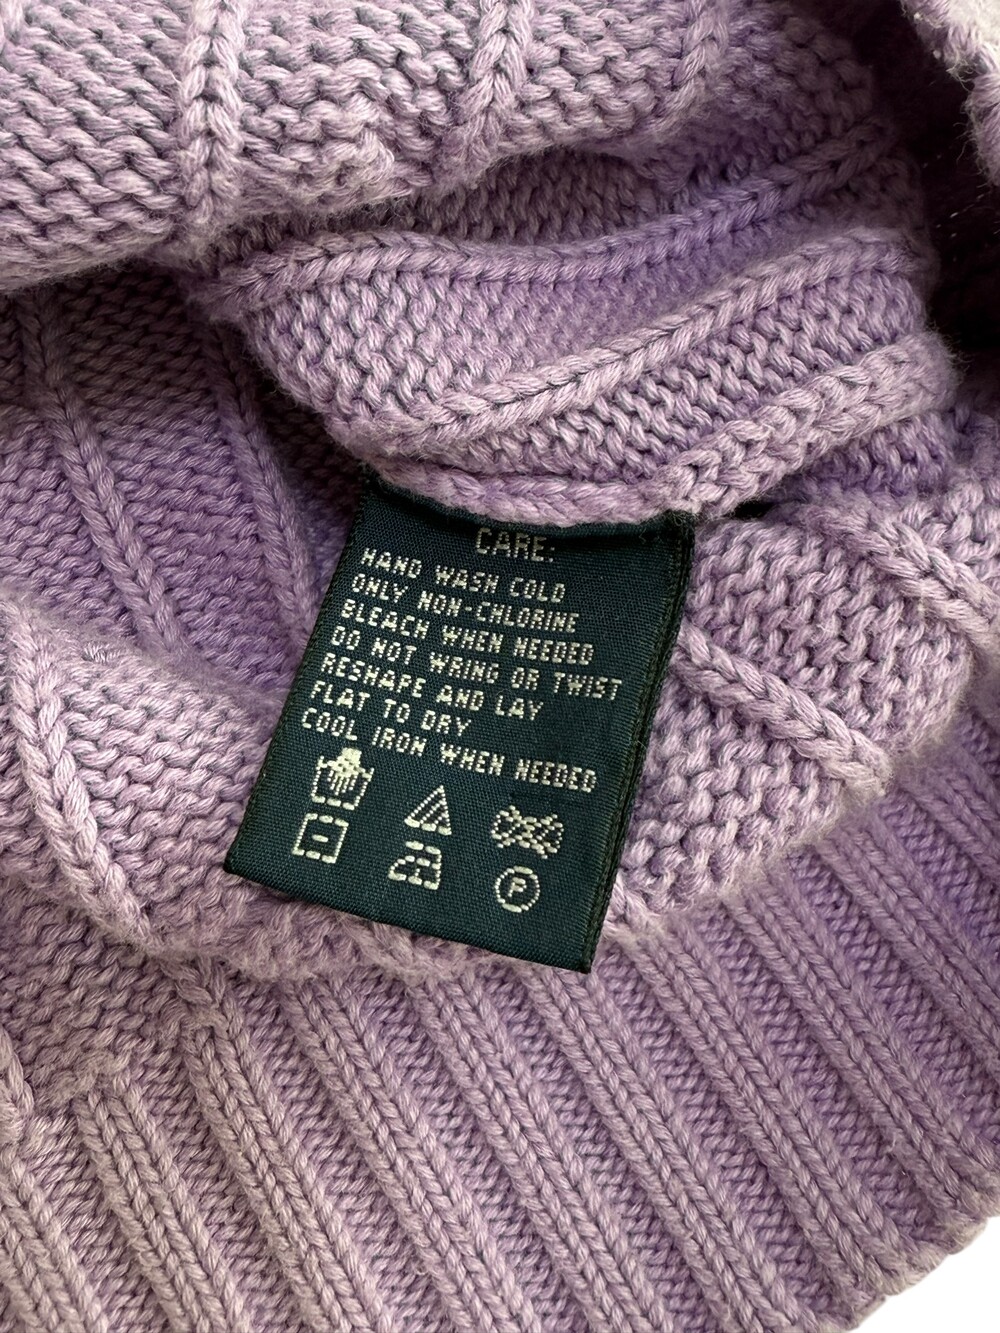 CARE:
HAND WASH COLD
ONLY NON-CHLORINE
BLEACH WHEN NEEDED
DO NOT WRING OR TWIST
RESHAPE AND LAY
FLAT TO DRY
COOL IRON WHEN NEEDED
P